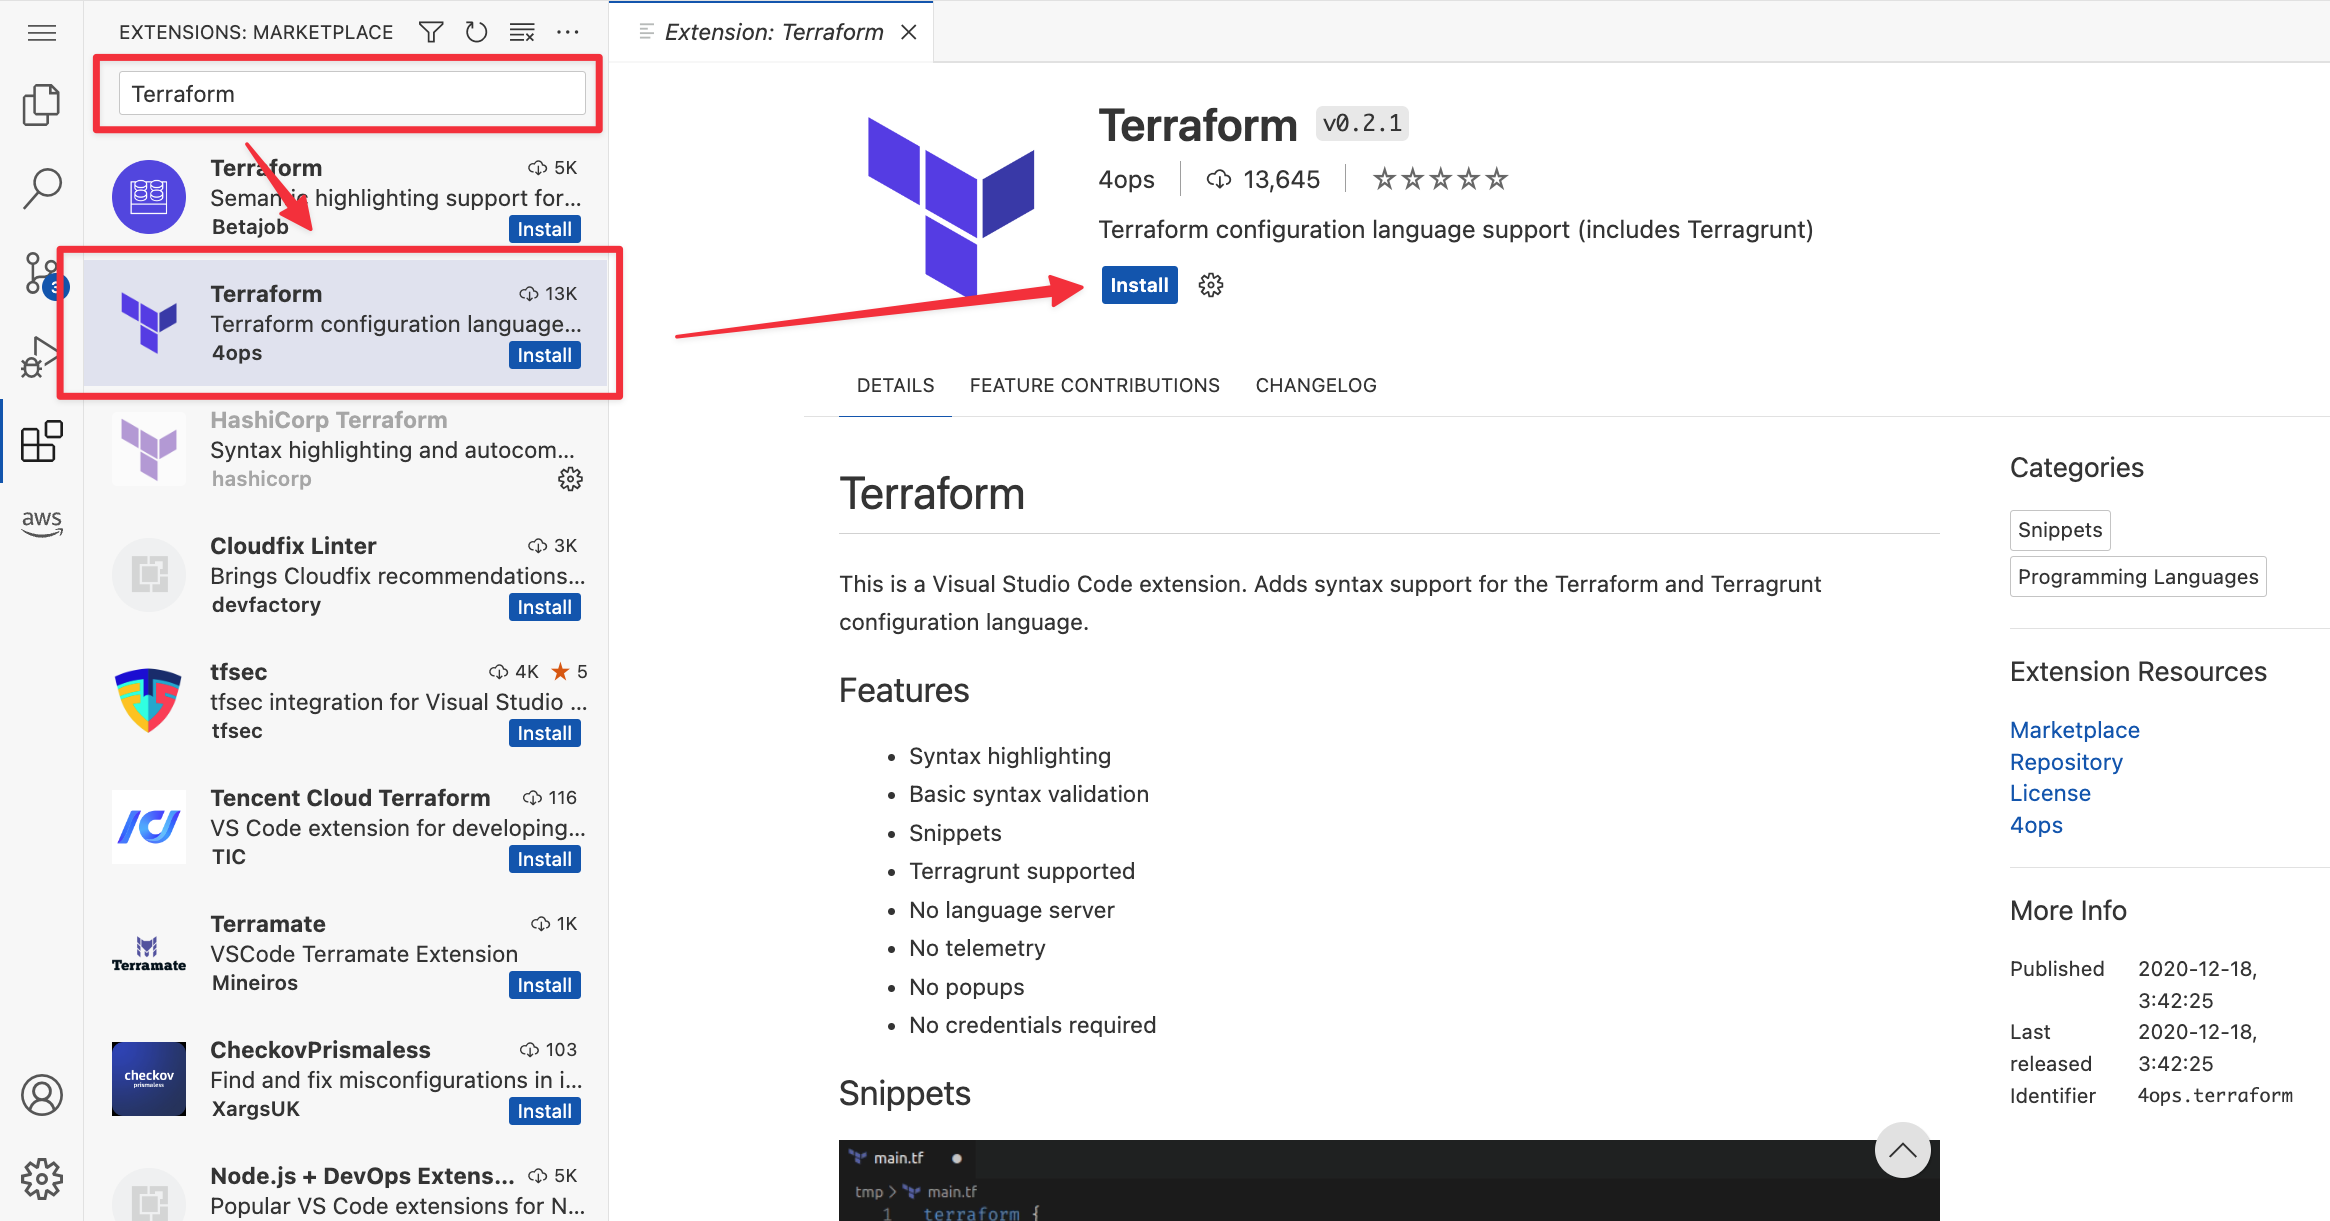 EXTENSIONS: MARKETPLACE
Terraform
Terraform 5K
Semantic highlighting support for...
Betajob Install
Terraform 13K
Terraform configuration language...
4ops Install
HashiCorp Terraform
Syntax highlighting and autocom...
hashicorp
Cloudfix Linter 3K
Brings Cloudfix recommendations...
devfactory Install
tfsec 4K 5
tfsec integration for Visual Studio ...
tfsec Install
Tencent Cloud Terraform 116
VS Code extension for developing...
TIC Install
Terramate 1K
Terramate
VSCode Terramate Extension
Mineiros Install
CheckovPrismaless 103
checkov
prismaless
Find and fix misconfigurations in i...
XargsUK Install
Node.js + DevOps Extens... 5K
Popular VS Code extensions for N...
3
aws
Extension: Terraform
Terraform v0.2.1
4ops 13,645
Terraform configuration language support (includes Terragrunt)
Install
DETAILS FEATURE CONTRIBUTIONS CHANGELOG
Terraform
This is a Visual Studio Code extension. Adds syntax support for the Terraform and Terragrunt
configuration language.
Features
• Syntax highlighting
• Basic syntax validation
• Snippets
• Terragrunt supported
• No language server
• No telemetry
• No popups
• No credentials required
Snippets
main.tf
tmp > main.tf
1 terraform {
Categories
Snippets
Programming Languages
Extension Resources
Marketplace
Repository
License
4ops
More Info
Published 2020-12-18,
3:42:25
Last 2020-12-18,
released 3:42:25
Identifier 4ops.terraform